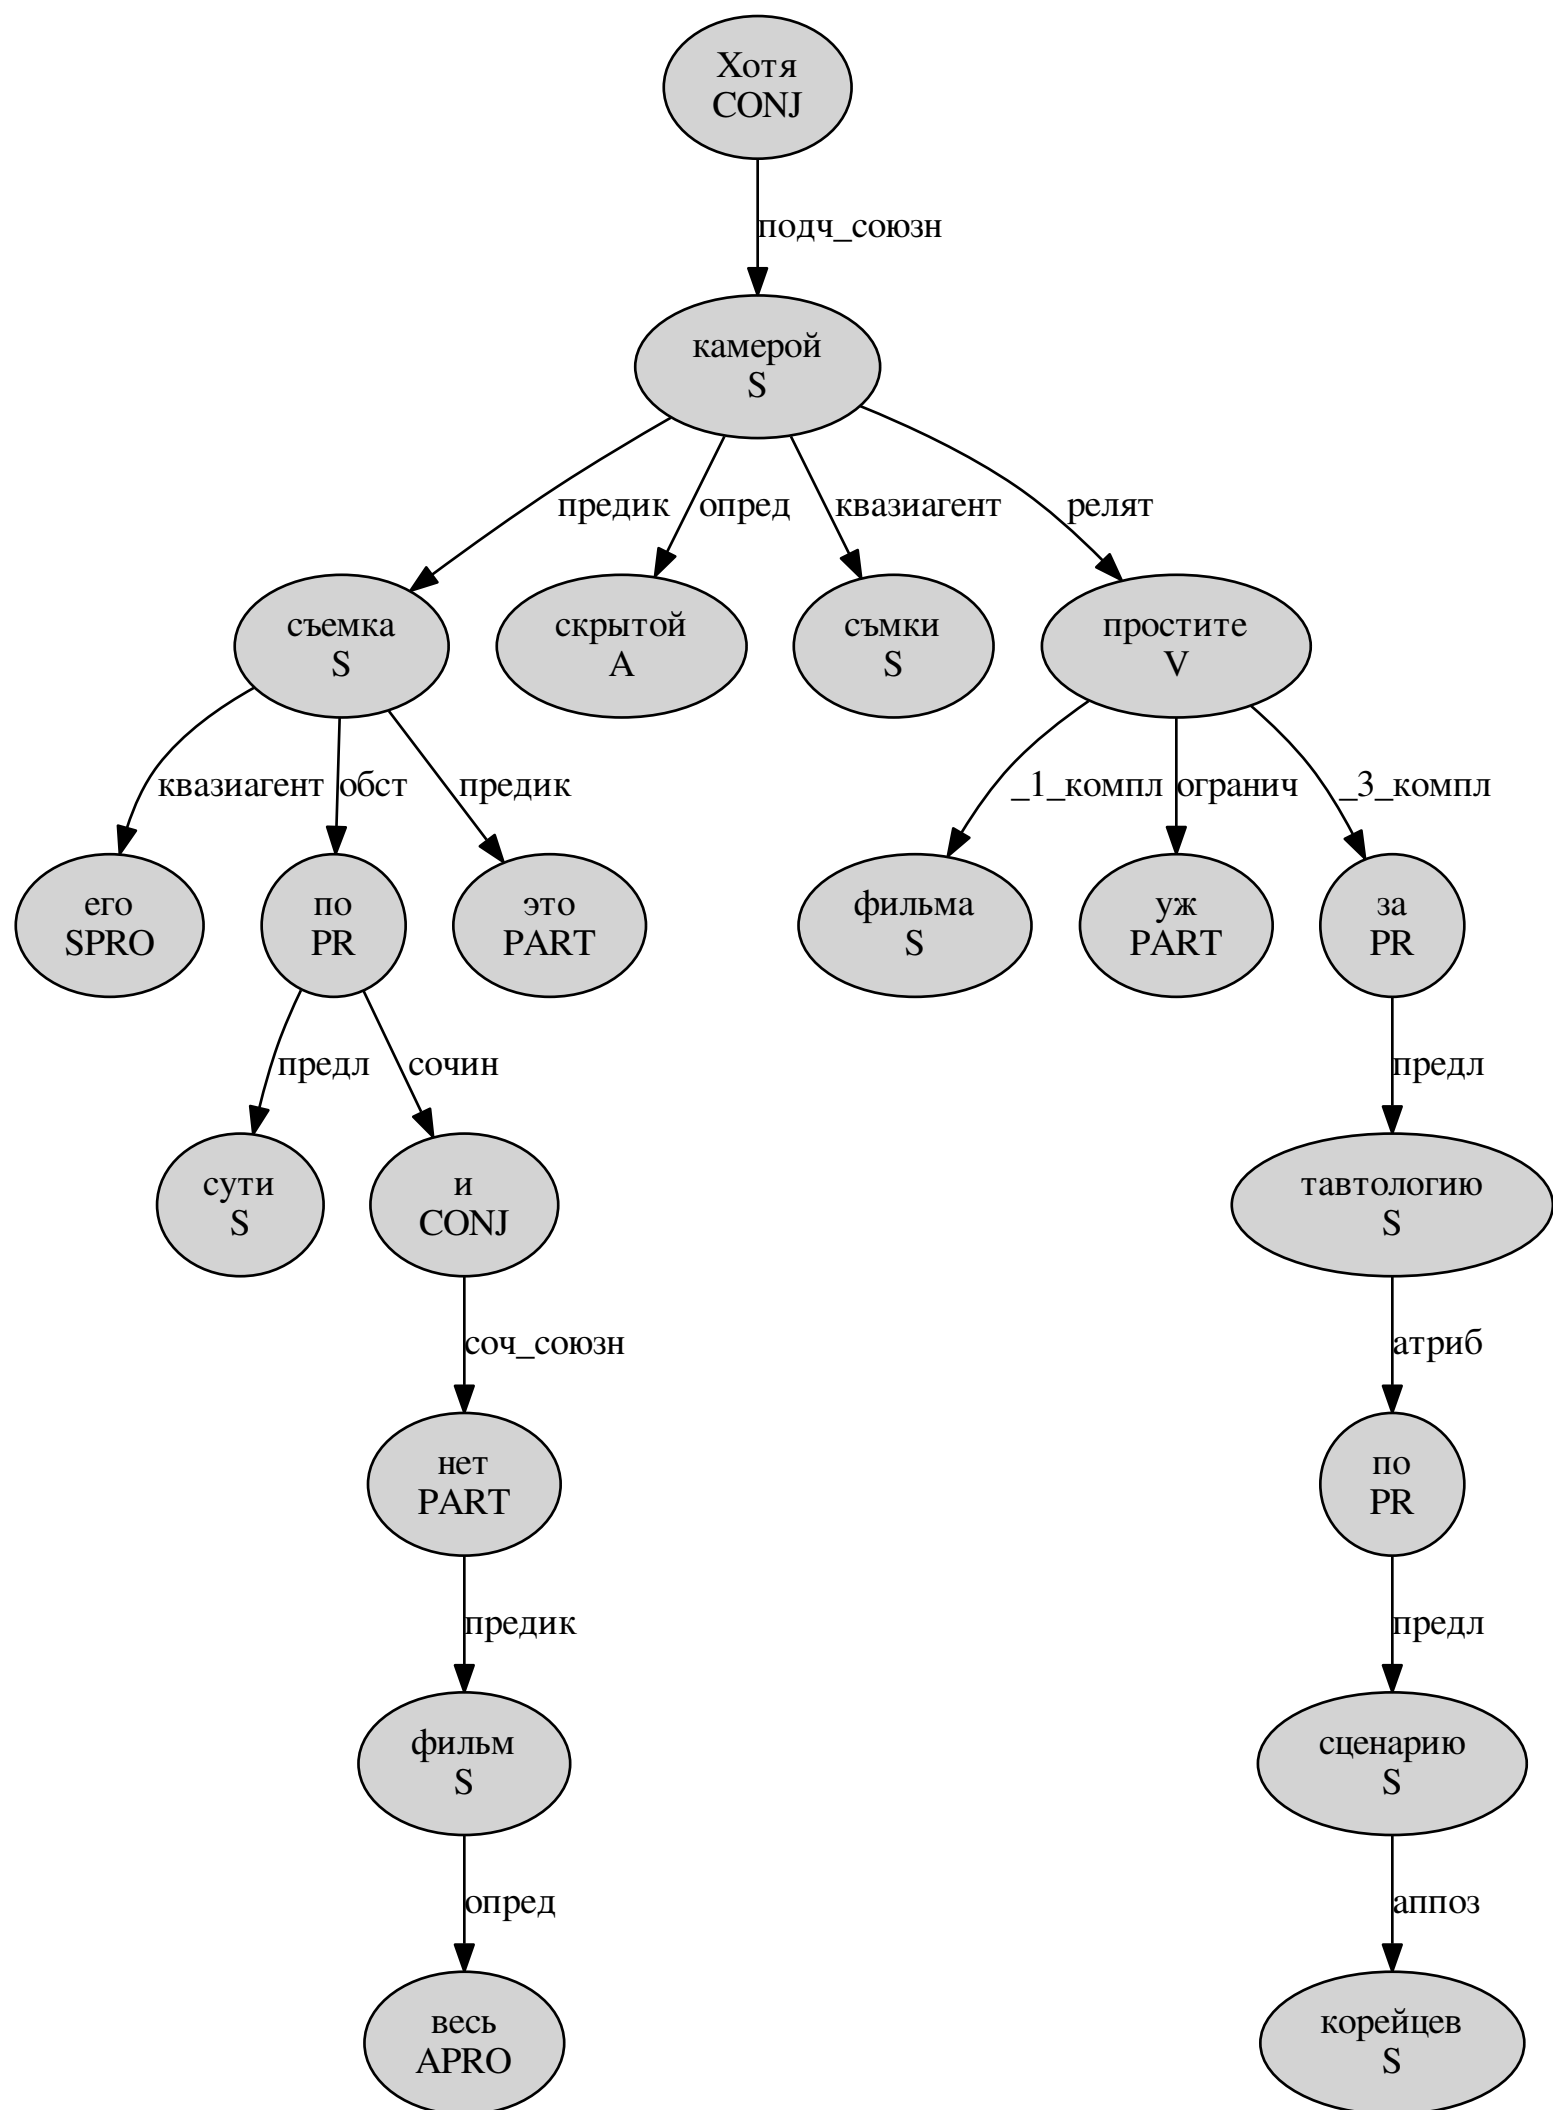 Хотя
CONJ
подч_союзн
камерой
S
предик
опред
квазиагент
релят
съемка
S
скрытой
A
съмки
S
простите
V
квазиагент
обст
предик
_1_компл
огранич
_3_компл
его
SPRO
по
PR
это
PART
фильма
S
уж
PART
за
PR
предл
сочин
предл
сути
S
и
CONJ
тавтологию
S
соч_союзн
атриб
нет
PART
по
PR
предик
предл
фильм
S
сценарию
S
опред
аппоз
весь
APRO
корейцев
S